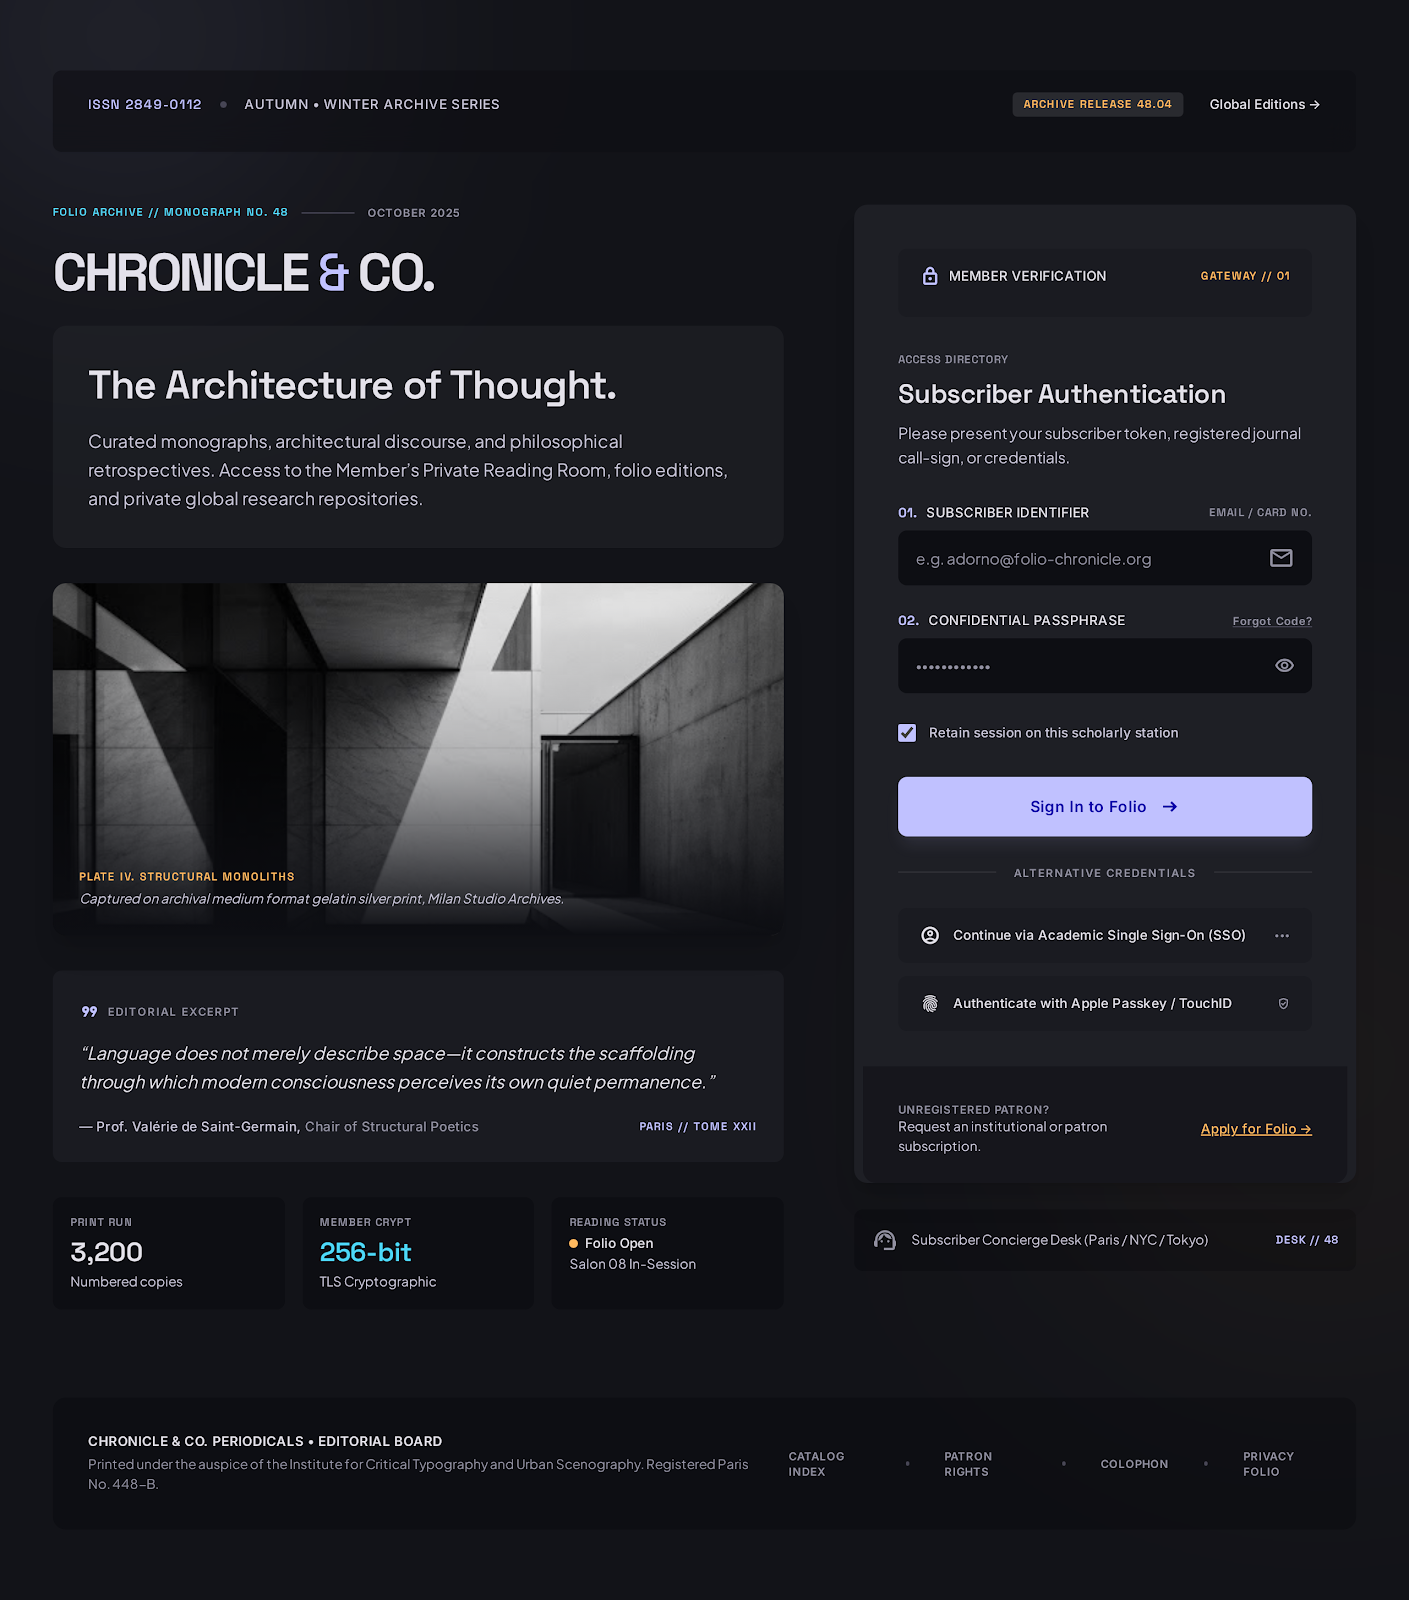 ISSN 2849-0112 • AUTUMN • WINTER ARCHIVE SERIES
ARCHIVE RELEASE 48.04 Global Editions →
FOLIO ARCHIVE // MONOGRAPH NO. 48 OCTOBER 2025
CHRONICLE & CO.
The Architecture of Thought.
Curated monographs, architectural discourse, and philosophical
retrospectives. Access to the Member’s Private Reading Room, folio editions,
and private global research repositories.
PLATE IV. STRUCTURAL MONOLITHS
Captured on archival medium format gelatin silver print, Milan Studio Archives.
EDITORIAL EXCERPT
“Language does not merely describe space—it constructs the scaffolding
through which modern consciousness perceives its own quiet permanence.”
— Prof. Valérie de Saint-Germain, Chair of Structural Poetics
PARIS // TOME XXII
PRINT RUN
3,200
Numbered copies
MEMBER CRYPT
256-bit
TLS Cryptographic
READING STATUS
Folio Open
Salon 08 In-Session
MEMBER VERIFICATION
GATEWAY // 01
ACCESS DIRECTORY
Subscriber Authentication
Please present your subscriber token, registered journal
call-sign, or credentials.
01. SUBSCRIBER IDENTIFIER
EMAIL / CARD NO.
e.g. adorno@folio-chronicle.org
02. CONFIDENTIAL PASSPHRASE
Forgot Code?
••••••••••••
Retain session on this scholarly station
Sign In to Folio →
ALTERNATIVE CREDENTIALS
Continue via Academic Single Sign-On (SSO)
Authenticate with Apple Passkey / TouchID
UNREGISTERED PATRON?
Request an institutional or patron
subscription.
Apply for Folio →
Subscriber Concierge Desk (Paris / NYC / Tokyo)
DESK // 48
CHRONICLE & CO. PERIODICALS • EDITORIAL BOARD
Printed under the auspice of the Institute for Critical Typography and Urban Scenography. Registered Paris
No. 448-B.
CATALOG
INDEX
•
PATRON
RIGHTS
•
COLOPHON
•
PRIVACY
FOLIO